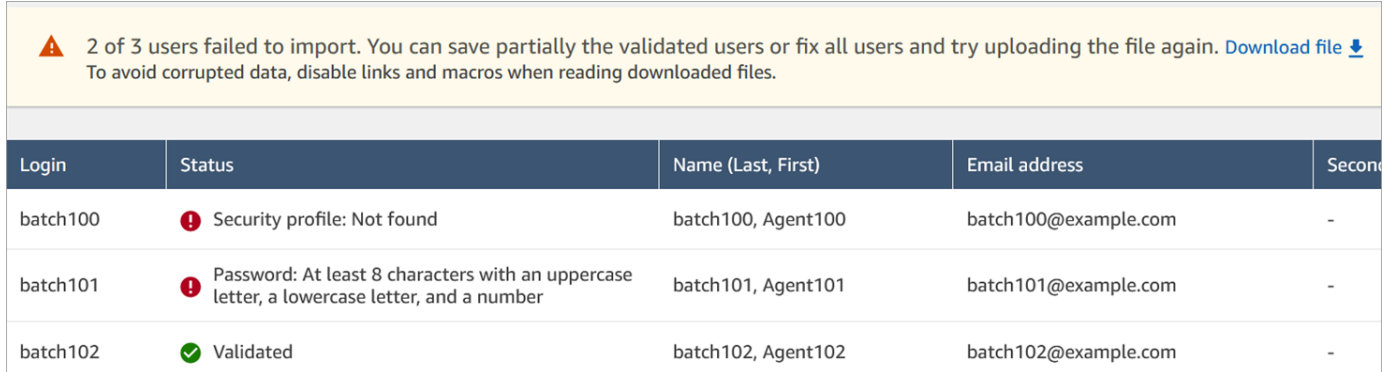 2 of 3 users failed to import. You can save partially the validated users or fix all users and try uploading the file again. Download file
To avoid corrupted data, disable links and macros when reading downloaded files.
Login Status Name (Last, First) Email address Secon
batch100 Security profile: Not found batch100, Agent100 batch100@example.com -
batch101 Password: At least 8 characters with an uppercase batch101, Agent101 batch101@example.com -
letter, a lowercase letter, and a number
batch102 Validated batch102, Agent102 batch102@example.com -